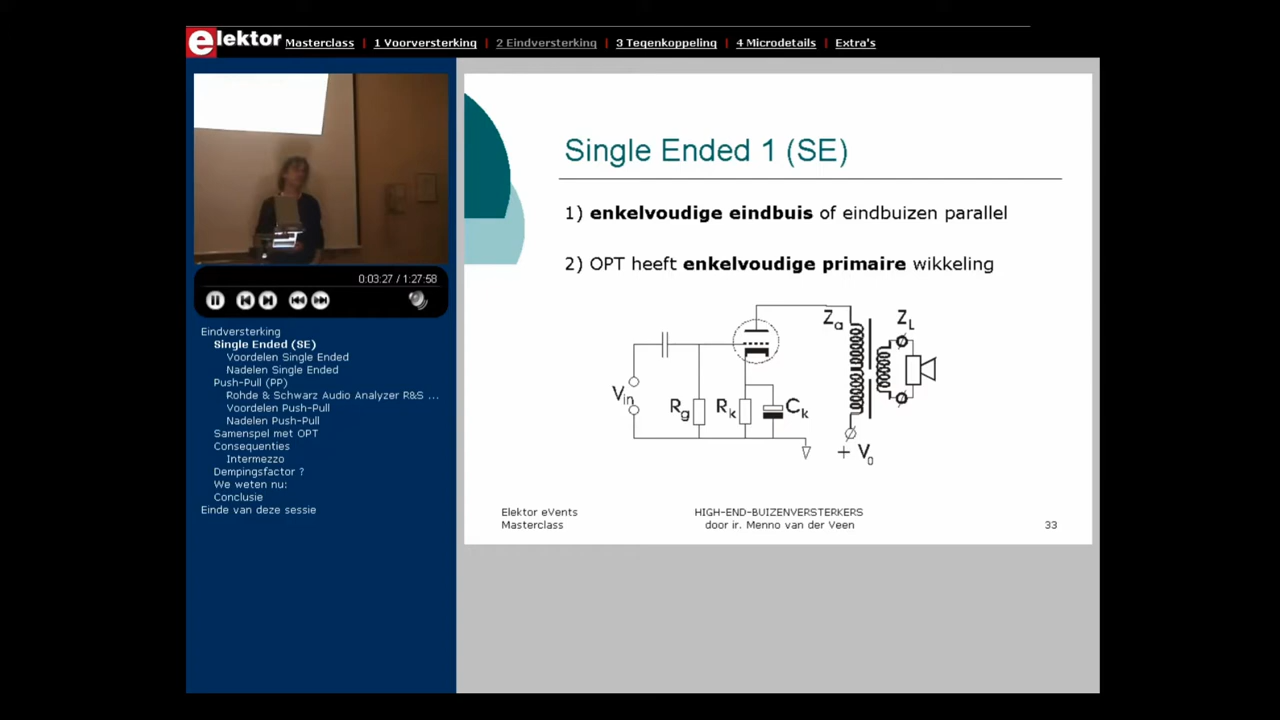 elektor
Masterclass | 1 Voorversterking | 2 Eindversterking | 3 Tegenkoppeling | 4 Microdetails | Extra's
0:03:27 / 1:27:58
Eindversterking
Single Ended (SE)
Voordelen Single Ended
Nadelen Single Ended
Push-Pull (PP)
Rohde & Schwarz Audio Analyzer R&S ...
Voordelen Push-Pull
Nadelen Push-Pull
Samenspel met OPT
Consequenties
Intermezzo
Dempingsfactor ?
We weten nu:
Conclusie
Einde van deze sessie
Single Ended 1 (SE)
1) enkelvoudige eindbuis of eindbuizen parallel
2) OPT heeft enkelvoudige primaire wikkeling
Za ZL
Vin Rg Rk Ck
+ V0
Elektor eVents
Masterclass
HIGH-END-BUIZENVERSTERKERS
door ir. Menno van der Veen
33